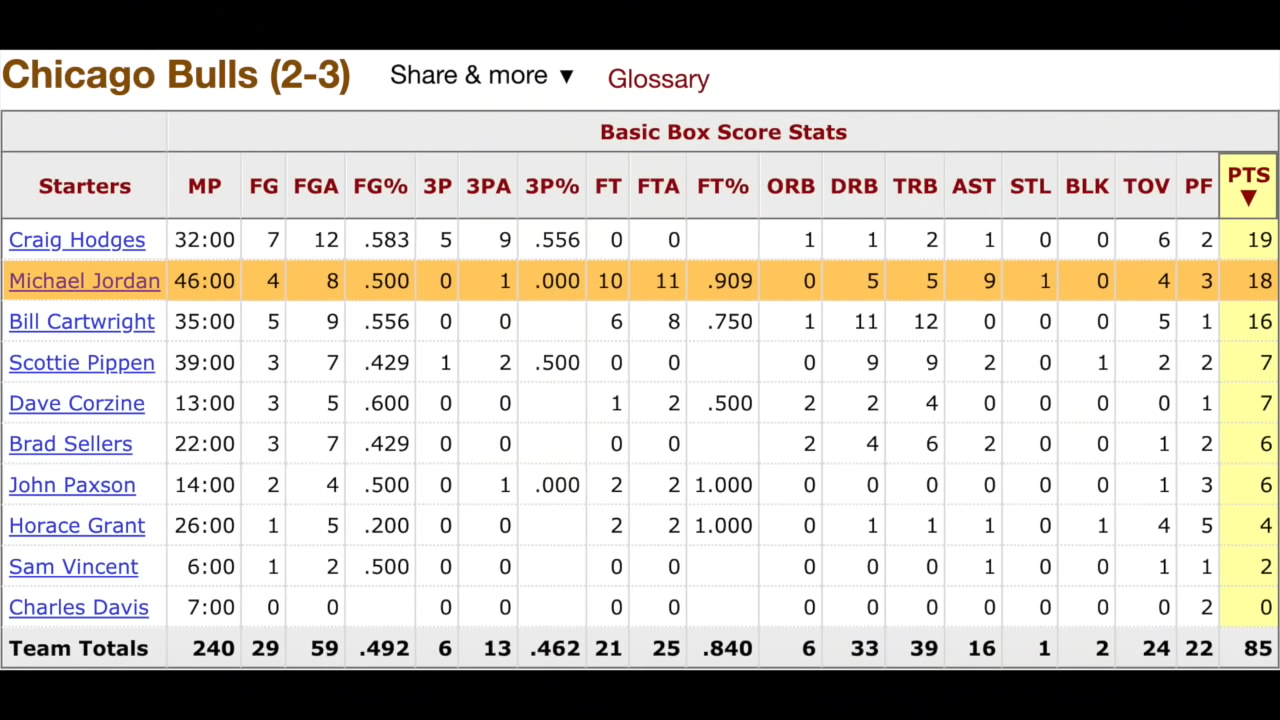 Chicago Bulls (2-3) Share & more ▼ Glossary
Basic Box Score Stats
Starters MP FG FGA FG% 3P 3PA 3P% FT FTA FT% ORB DRB TRB AST STL BLK TOV PF PTS ▼
Craig Hodges 32:00 7 12 .583 5 9 .556 0 0 1 1 2 1 0 0 6 2 19
Michael Jordan 46:00 4 8 .500 0 1 .000 10 11 .909 0 5 5 9 1 0 4 3 18
Bill Cartwright 35:00 5 9 .556 0 0 6 8 .750 1 11 12 0 0 0 5 1 16
Scottie Pippen 39:00 3 7 .429 1 2 .500 0 0 0 9 9 2 0 1 2 2 7
Dave Corzine 13:00 3 5 .600 0 0 1 2 .500 2 2 4 0 0 0 0 1 7
Brad Sellers 22:00 3 7 .429 0 0 0 0 2 4 6 2 0 0 1 2 6
John Paxson 14:00 2 4 .500 0 1 .000 2 2 1.000 0 0 0 0 0 0 1 3 6
Horace Grant 26:00 1 5 .200 0 0 2 2 1.000 0 1 1 1 0 1 4 5 4
Sam Vincent 6:00 1 2 .500 0 0 0 0 0 0 0 1 0 0 1 1 2
Charles Davis 7:00 0 0 0 0 0 0 0 0 0 0 0 0 0 2 0
Team Totals 240 29 59 .492 6 13 .462 21 25 .840 6 33 39 16 1 2 24 22 85